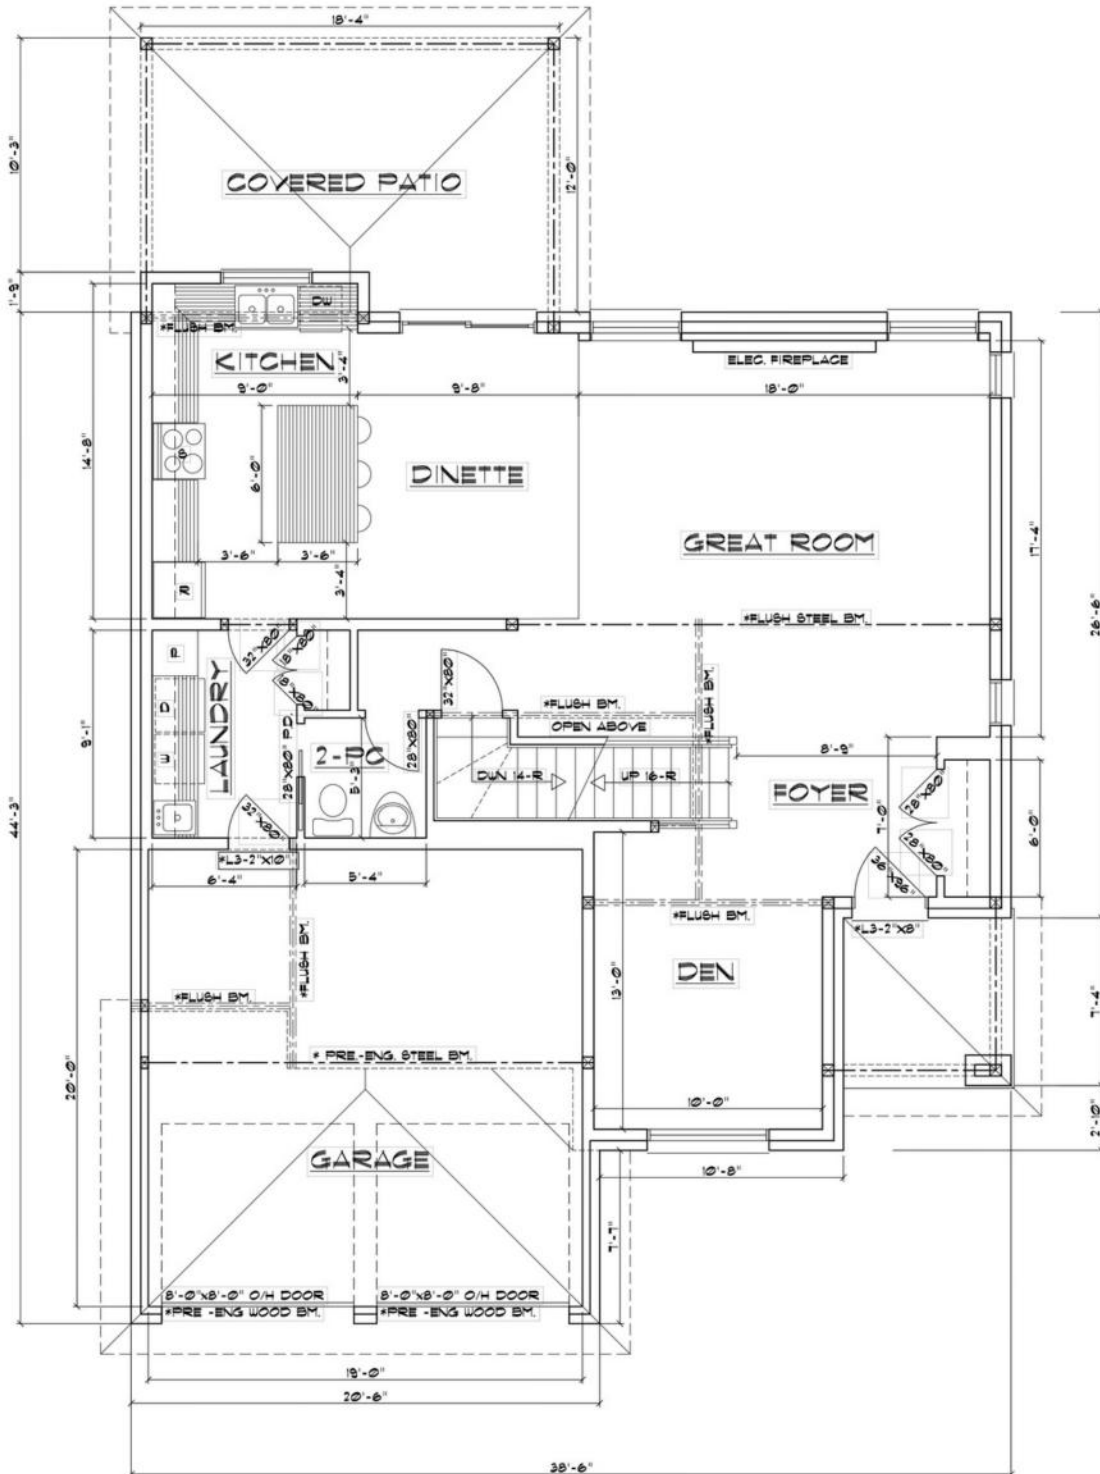 18'-4"
10'-3"
COVERED PATIO
12'-0"
1'-9"
DW
*FLUSH BM.
KITCHEN
3'-4"
ELEC. FIREPLACE
9'-0"
9'-8"
18'-0"
14'-8"
S
6'-0"
DINETTE
GREAT ROOM
17'-4"
3'-6"
3'-6"
3'-4"
R
26'-6"
*FLUSH STEEL BM.
F
32"X80"
18"X80"
18"X80"
32"X80"
LAUNDRY
D
W
9'-1"
28"X80" P.D.
2-PC
5'-3"
28"X80"
*FLUSH BM.
*FLUSH BM.
OPEN ABOVE
DWN 14-R
UP 16-R
8'-9"
FOYER
28"X80"
28"X80"
7'-0"
6'-0"
44'-3"
32"X80"
*L3-2"X10"
6'-4"
5'-4"
36"X96"
*FLUSH BM.
*L3-2"X8"
*FLUSH BM.
*FLUSH BM.
DEN
13'-0"
7'-4"
* PRE.-ENG. STEEL BM.
20'-0"
10'-0"
2'-10"
GARAGE
10'-8"
7'-7"
8'-0"X8'-0" O/H DOOR
8'-0"X8'-0" O/H DOOR
*PRE -ENG WOOD BM.
*PRE -ENG WOOD BM.
19'-0"
20'-6"
38'-6"